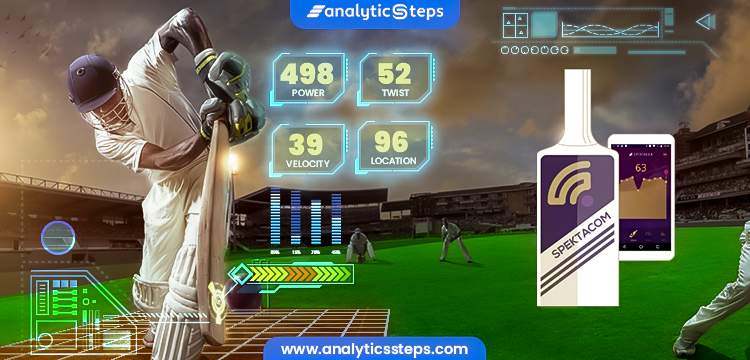 analyticSteps
498
POWER
52
TWIST
39
VELOCITY
96
LOCATION
63
SPEKTACOM
www.analyticssteps.com